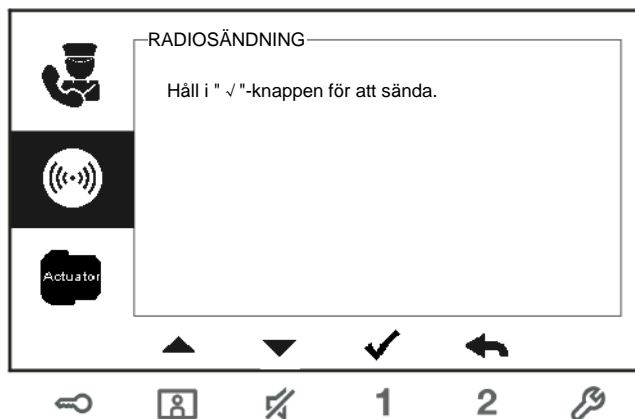 RADIOSÄNDNING
Håll i " √ "-knappen för att sända.
Actuator
1 2